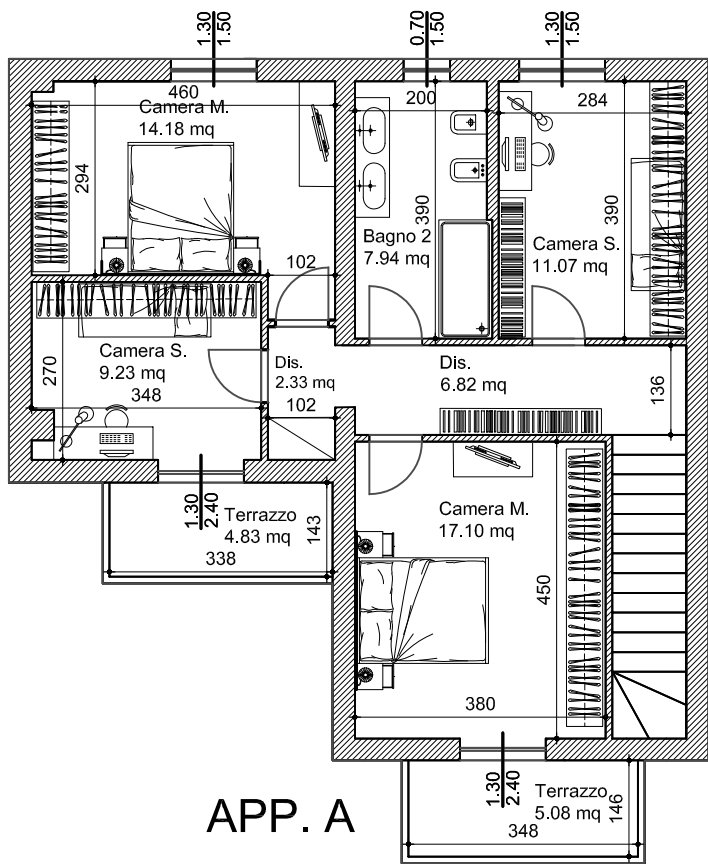 1.30
1.50
0.70
1.50
1.30
1.50
460
Camera M.
14.18 mq
294
200
390
Bagno 2
7.94 mq
284
390
Camera S.
11.07 mq
102
Camera S.
9.23 mq
270
348
Dis.
2.33 mq
102
Dis.
6.82 mq
136
1.30
2.40
Terrazzo
4.83 mq
143
338
Camera M.
17.10 mq
450
380
1.30
2.40
Terrazzo
5.08 mq
146
348
APP. A